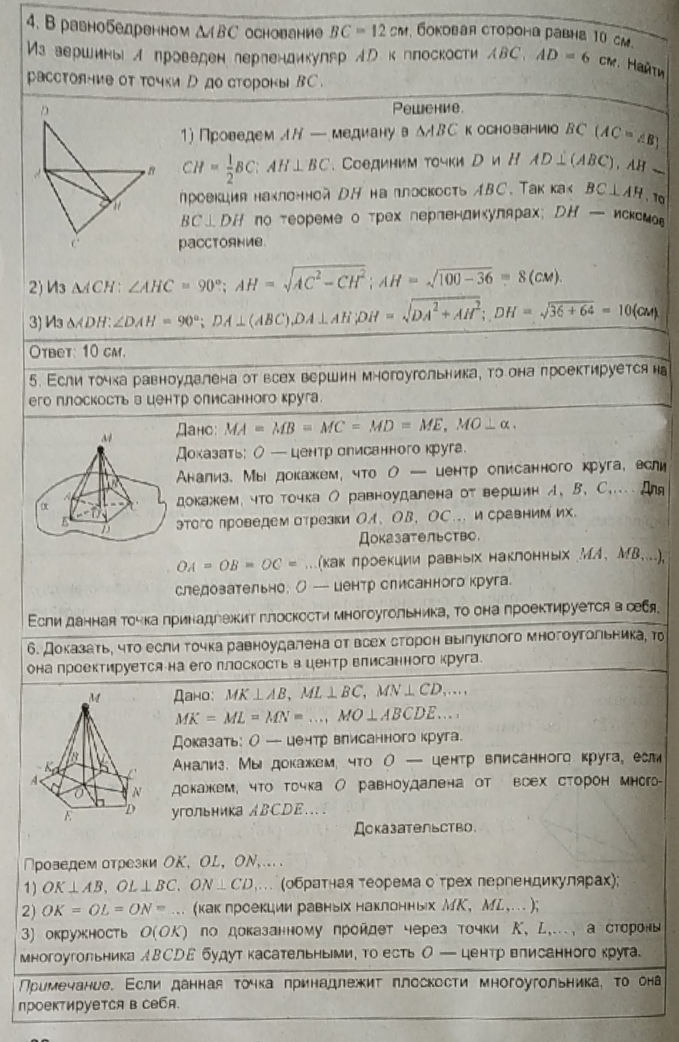 4. В равнобедренном ΔABC основание BC = 12 см, боковая сторона равна 10 см.
Из вершины A проведен перпендикуляр AD к плоскости ABC, AD = 6 см. Найти
расстояние от точки D до стороны BC.
Решение.
D
A
B
H
C
1) Проведем AH — медиану в ΔABC к основанию BC (AC = AB)
CH = 1/2 BC; AH⊥BC. Соединим точки D и H AD⊥(ABC), AH —
проекция наклонной DH на плоскость ABC. Так как BC⊥AH, то
BC⊥DH по теореме о трех перпендикулярах; DH — искомое
расстояние.
2) Из ΔACH: ∠AHC = 90°; AH = √(AC² – CH²); AH = √(100 – 36) = 8(см).
3) Из ΔADH: ∠DAH = 90°; DA⊥(ABC), DA⊥AH; DH = √(DA² + AH²); DH = √(36 + 64) = 10(см)
Ответ: 10 см.
5. Если точка равноудалена от всех вершин многоугольника, то она проектируется на
его плоскость в центр описанного круга.
M
α
A
B
C
O
E
D
Дано: MA = MB = MC = MD = ME, MO⊥α.
Доказать: O — центр описанного круга.
Анализ. Мы докажем, что O — центр описанного круга, если
докажем, что точка O равноудалена от вершин A, B, C,... Для
этого проведем отрезки OA, OB, OC... и сравним их.
Доказательство.
OA = OB = OC = ...(как проекции равных наклонных MA, MB,...),
следовательно, O — центр описанного круга.
Если данная точка принадлежит плоскости многоугольника, то она проектируется в себя.
6. Доказать, что если точка равноудалена от всех сторон выпуклого многоугольника, то
она проектируется на его плоскость в центр вписанного круга.
M
K
B
L
C
A
O
N
E
D
Дано: MK⊥AB, ML⊥BC, MN⊥CD,...,
MK = ML = MN = ..., MO⊥ABCDE....
Доказать: O — центр вписанного круга.
Анализ. Мы докажем, что O — центр вписанного круга, если
докажем, что точка O равноудалена от всех сторон много-
угольника ABCDE....
Доказательство.
Проведем отрезки OK, OL, ON,....
1) OK⊥AB, OL⊥BC, ON⊥CD,... (обратная теорема о трех перпендикулярах);
2) OK = OL = ON = ... (как проекции равных наклонных MK, ML,...);
3) окружность O(OK) по доказанному пройдет через точки K, L,..., а стороны
многоугольника ABCDE будут касательными, то есть O — центр вписанного круга.
Примечание. Если данная точка принадлежит плоскости многоугольника, то она
проектируется в себя.